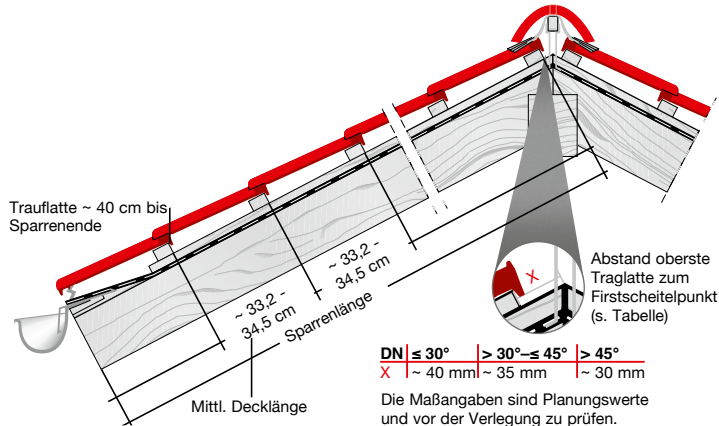 Trauflatte ~ 40 cm bis
Sparrenende
~ 33,2 -
34,5 cm
~ 33,2 -
34,5 cm
Sparrenlänge
Mittl. Decklänge
X
Abstand oberste
Traglatte zum
Firstscheitelpunkt
(s. Tabelle)
DN ≤ 30° > 30°–≤ 45° > 45°
X ~ 40 mm ~ 35 mm ~ 30 mm
Die Maßangaben sind Planungswerte
und vor der Verlegung zu prüfen.